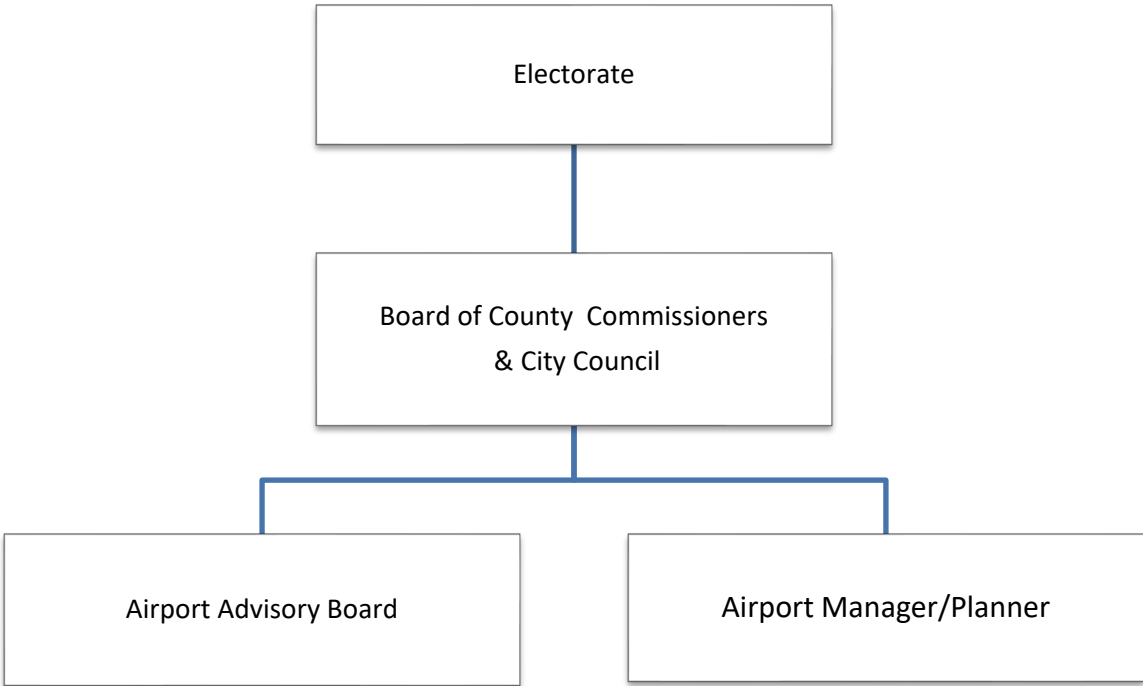 Electorate
Board of County  Commissioners
& City Council
Airport Advisory Board
Airport Manager/Planner